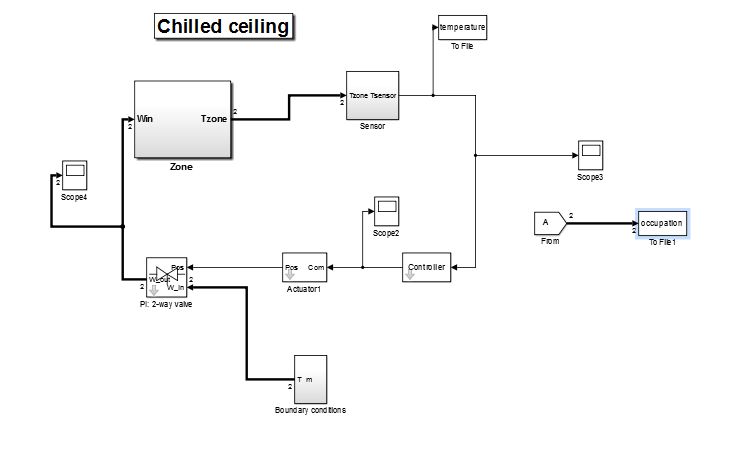 Chilled ceiling
temperature
To File
Tzone Tsensor
2
Sensor
Win
Tzone
2
2
Zone
2
Scope4
Scope3
Scope2
A
2
From
occupation
2
To File1
Pos
W_out
W_in
2
2
PI: 2-way valve
Pos Com
Actuator1
Controller
T m
2
Boundary conditions